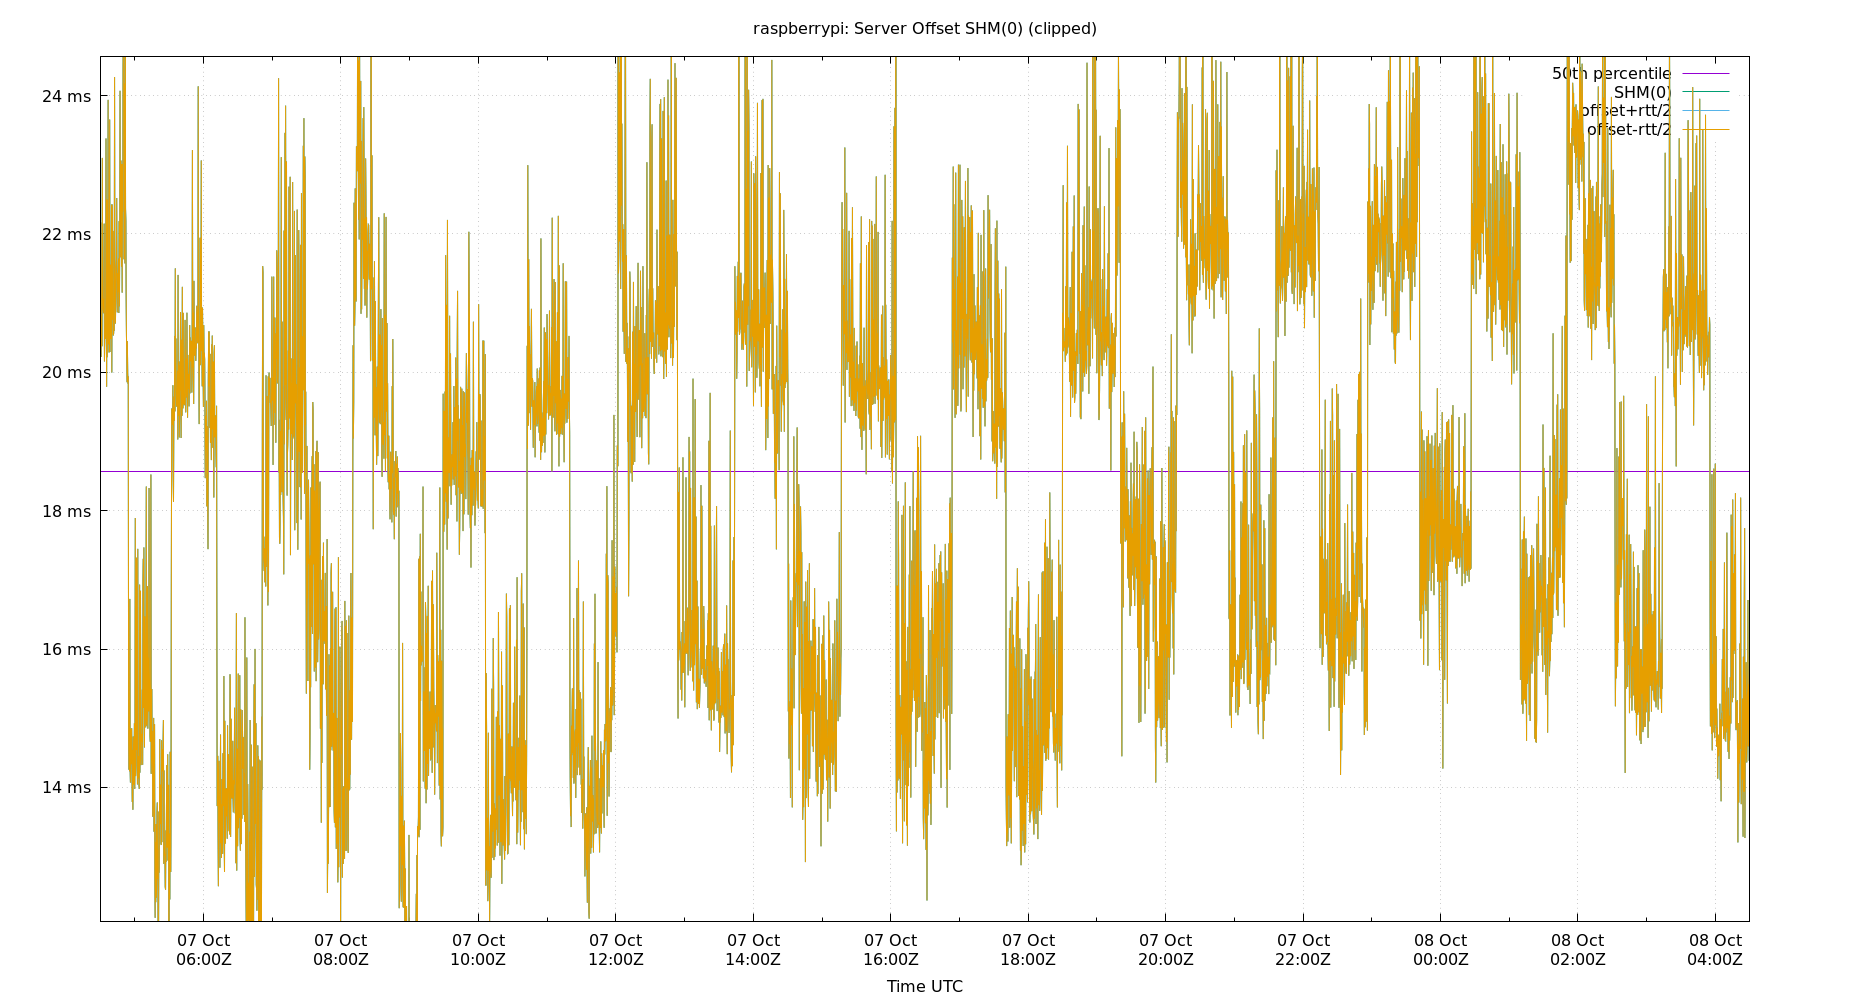 raspberrypi: Server Offset SHM(0) (clipped)
50th percentile
SHM(0)
offset+rtt/2
offset-rtt/2
24 ms
22 ms
20 ms
18 ms
16 ms
14 ms
07 Oct 07 Oct 07 Oct 07 Oct 07 Oct 07 Oct 07 Oct 07 Oct 07 Oct 08 Oct 08 Oct 08 Oct
06:00Z 08:00Z 10:00Z 12:00Z 14:00Z 16:00Z 18:00Z 20:00Z 22:00Z 00:00Z 02:00Z 04:00Z
Time UTC